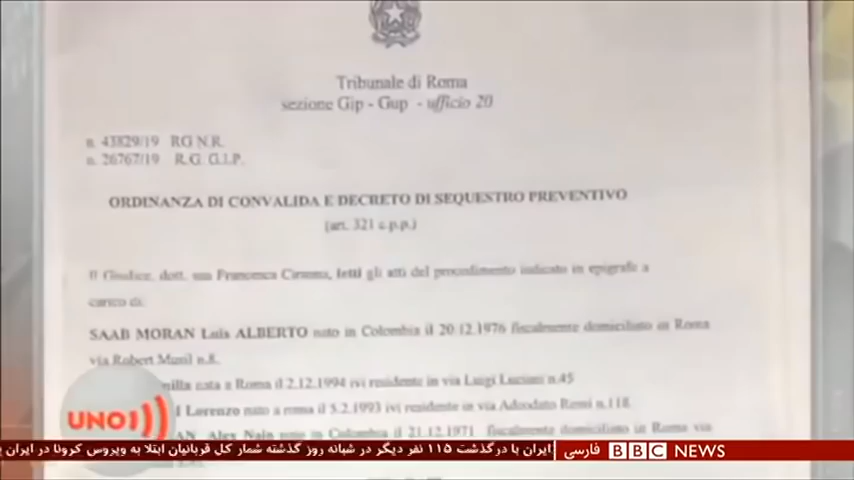 Tribunale di Roma
sezione Gip - Gup - ufficio 20
n. 43829/19 RG N.R.
n. 26767/19 R.G. G.I.P.
ORDINANZA DI CONVALIDA E DECRETO DI SEQUESTRO PREVENTIVO
(art. 321 c.p.p.)
Il Giudice, dott. ssa Francesca letti gli atti del procedimento indicato in epigrafe a
carico di:
SAAB MORAN Luis ALBERTO nato in Colombia il 20.12.1976 fiscalmente domiciliato in Roma
via Robert Musil n.8.
nata a Roma il 2.12.1994 ivi residente in via Luigi n.45
Lorenzo nato a roma il 5.2.1993 ivi residente in via Adeodato n.118
Alex Nain nato in Colombia il 21.12.1971 fiscalmente domiciliato in Roma via
UNO
ایران با درگذشت ۱۱۵ نفر دیگر در شبانه روز گذشته شمار کل قربانیان ابتلا به ویروس کرونا در ایران
BBC NEWS فارسی